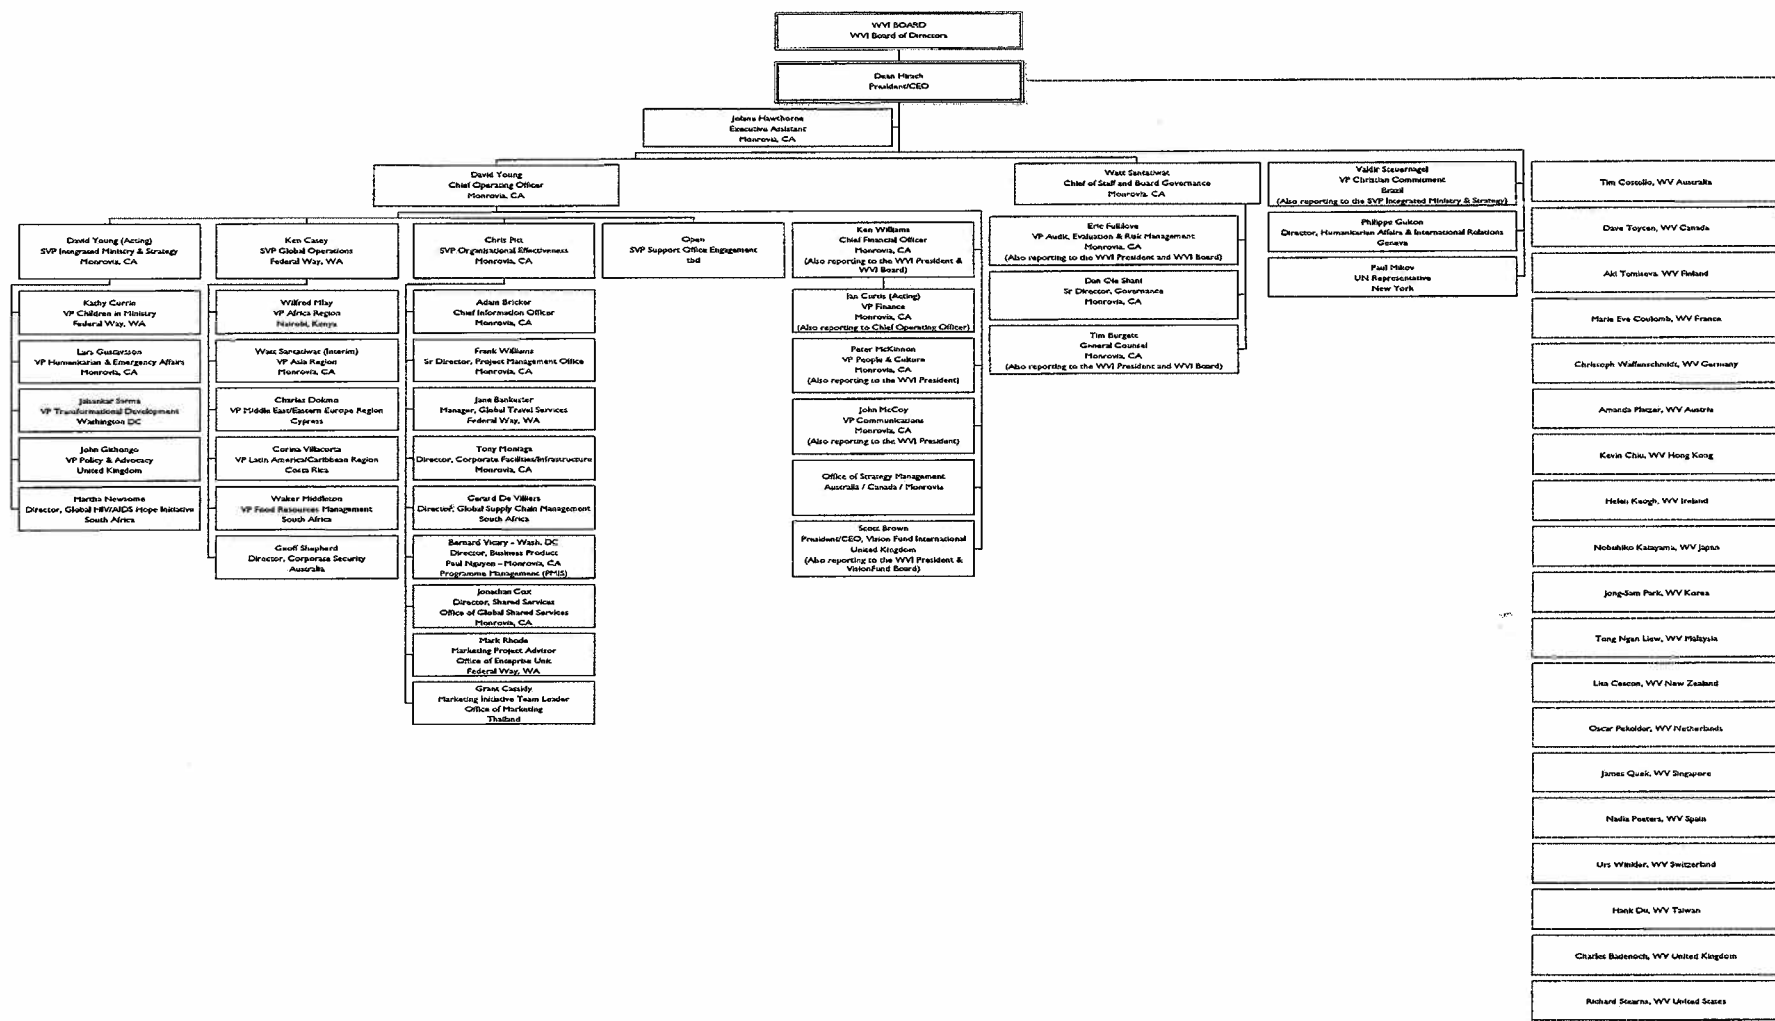 WVI BOARD
WVI Board of Directors
Dean Hirsch
President/CEO
Jolene Hawthorne
Executive Assistant
Monrovia, CA
David Young
Chief Operating Officer
Monrovia, CA
Watt Santatiwat
Chief of Staff and Board Governance
Monrovia, CA
Valdir Steuernagel
VP Christian Commitment
Brazil
(Also reporting to the SVP Integrated Ministry & Strategy)
Philippe Guiton
Director, Humanitarian Affairs & International Relations
Geneva
Paul Mikov
UN Representative
New York
David Young (Acting)
SVP Integrated Ministry & Strategy
Monrovia, CA
Kathy Currie
VP Children in Ministry
Federal Way, WA
Lars Gustavsson
VP Humanitarian & Emergency Affairs
Monrovia, CA
Jaisankar Sarma
VP Transformational Development
Washington DC
John Githongo
VP Policy & Advocacy
United Kingdom
Martha Newsome
Director, Global HIV/AIDS Hope Initiative
South Africa
Ken Casey
SVP Global Operations
Federal Way, WA
Wilfred Mlay
VP Africa Region
Nairobi, Kenya
Watt Santatiwat (Interim)
VP Asia Region
Monrovia, CA
Charles Dokmo
VP Middle East/Eastern Europe Region
Cypress
Corina Villacorta
VP Latin America/Caribbean Region
Costa Rica
Walter Middleton
VP Food Resources Management
South Africa
Geoff Shepherd
Director, Corporate Security
Australia
Chris Pitt
SVP Organisational Effectiveness
Monrovia, CA
Adam Bricker
Chief Information Officer
Monrovia, CA
Frank Williams
Sr Director, Project Management Office
Monrovia, CA
Jane Bankester
Manager, Global Travel Services
Federal Way, WA
Tony Moniaga
Director, Corporate Facilities/Infrastructure
Monrovia, CA
Gerard De Villiers
Director, Global Supply Chain Management
South Africa
Bernard Vicary – Wash. DC
Director, Business Product
Paul Nguyen – Monrovia, CA
Programme Management (PMIS)
Jonathan Cox
Director, Shared Services
Office of Global Shared Services
Monrovia, CA
Mark Rhode
Marketing Project Advisor
Office of Enteprise Unit
Federal Way, WA
Grant Cassidy
Marketing Initiative Team Leader
Office of Marketing
Thailand
Open
SVP Support Office Engagement
tbd
Ken Williams
Chief Financial Officer
Monrovia, CA
(Also reporting to the WVI President &
WVI Board)
Ian Curtis (Acting)
VP Finance
Monrovia, CA
(Also reporting to Chief Operating Officer)
Peter McKinnon
VP People & Culture
Monrovia, CA
(Also reporting to the WVI President)
John McCoy
VP Communications
Monrovia, CA
(Also reporting to the WVI President)
Office of Strategy Management
Australia / Canada / Monrovia
Scott Brown
President/CEO, Vision Fund International
United Kingdom
(Also reporting to the WVI President &
VisionFund Board)
Eric Fullilove
VP Audit, Evaluation & Risk Management
Monrovia, CA
(Also reporting to the WVI President and WVI Board)
Dan Ole Shani
Sr Director, Governance
Monrovia, CA
Tim Burgett
General Counsel
Monrovia, CA
(Also reporting to the WVI President and WVI Board)
Tim Costello, WV Australia
Dave Toycen, WV Canada
WV Finland
Marie Eve Coulomb, WV France
Christoph Waffenschmidt, WV Germany
Amanda Platzer, WV Austria
Kevin Chiu, WV Hong Kong
Helen Keogh, WV Ireland
Nobuhiko Katayama, WV Japan
Jong-Sam Park, WV Korea
Tong Ngan Liew, WV Malaysia
Lisa Cescon, WV New Zealand
Oscar WV Netherlands
James Quek, WV Singapore
Nadia Peeters, WV Spain
Urs Winkler, WV Switzerland
Hank Du, WV Taiwan
Charles Badenoch, WV United Kingdom
Richard Stearns, WV United States